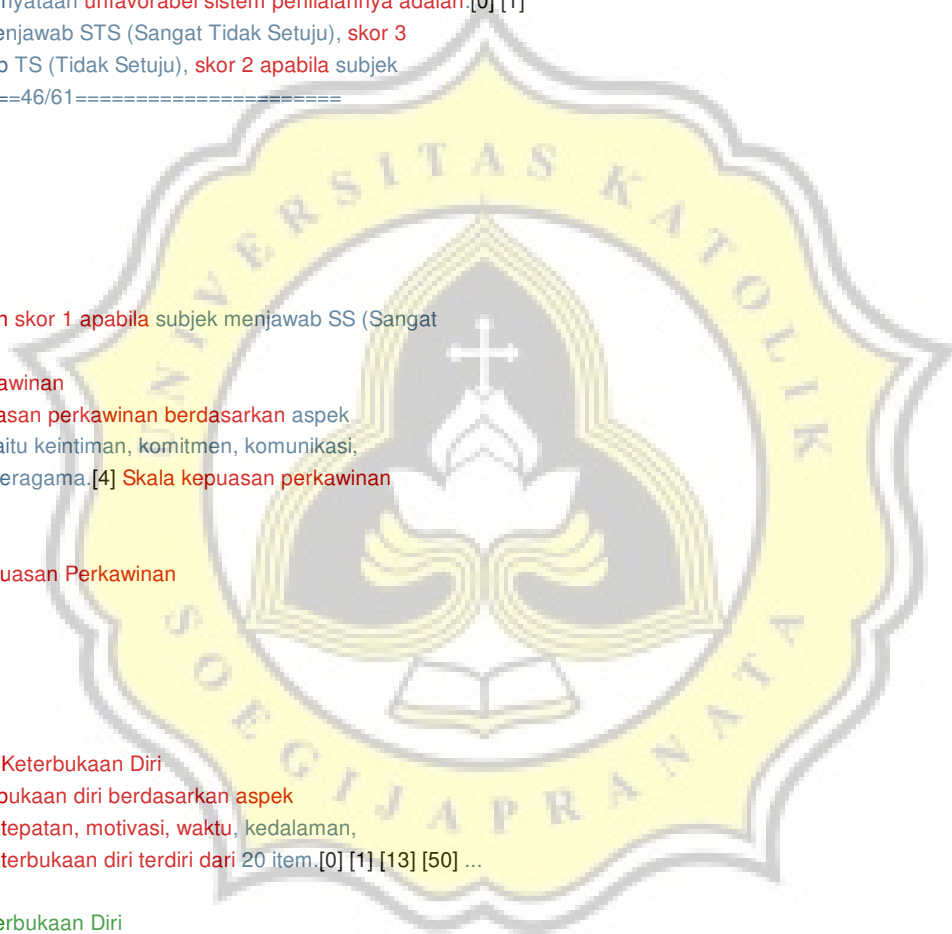 nyataan unfavorabel sistem penilaiannya adalah:[0] [1]
enjawab STS (Sangat Tidak Setuju), skor 3
b TS (Tidak Setuju), skor 2 apabila subjek
==46/61======================
n skor 1 apabila subjek menjawab SS (Sangat
awinan
asan perkawinan berdasarkan aspek
aitu keintiman, komitmen, komunikasi,
eragama.[4] Skala kepuasan perkawinan
uasan Perkawinan
Keterbukaan Diri
bukaan diri berdasarkan aspek
tepatan, motivasi, waktu, kedalaman,
terbukaan diri terdiri dari 20 item.[0] [1] [13] [50] ...
erbukaan Diri
UNIVERSITAS KATOLIK
SOEGIJAPRANATA